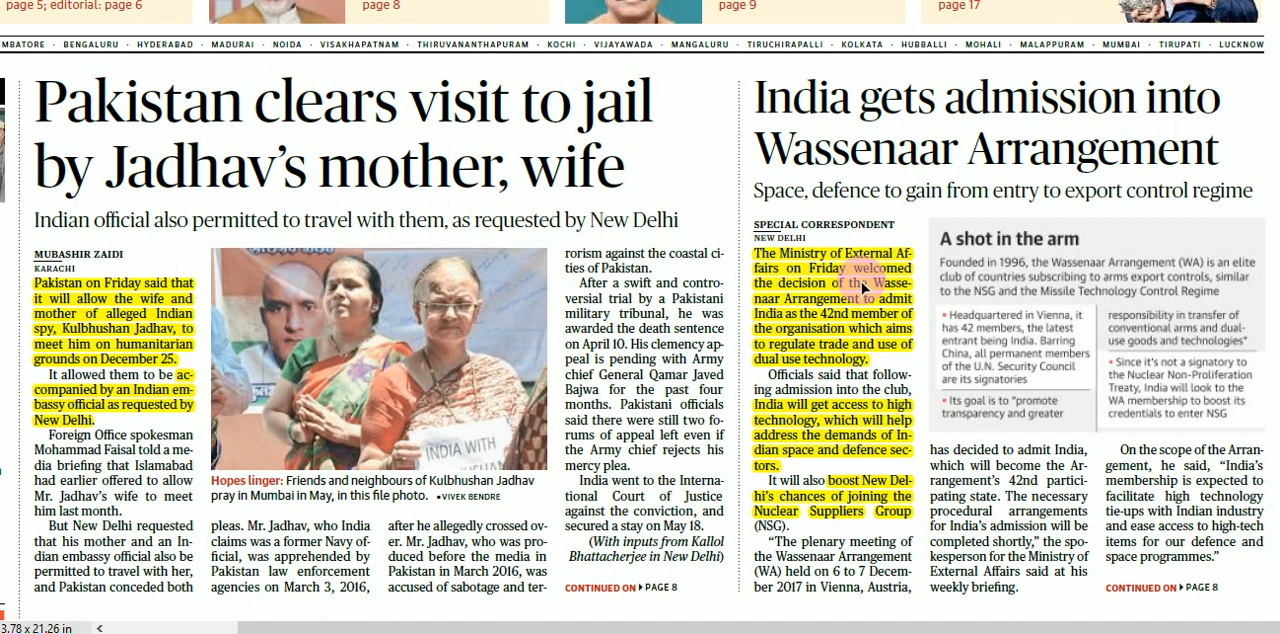 page 5; editorial: page 6
page 8
page 9
page 17
MBATORE · BENGALURU · HYDERABAD · MADURAI · NOIDA · VISAKHAPATNAM · THIRUVANANTHAPURAM · KOCHI · VIJAYAWADA · MANGALURU · TIRUCHIRAPALLI · KOLKATA · HUBBALLI · MOHALI · MALAPPURAM · MUMBAI · TIRUPATI · LUCKNOW
Pakistan clears visit to jail
by Jadhav’s mother, wife
Indian official also permitted to travel with them, as requested by New Delhi
MUBASHIR ZAIDI
KARACHI
Pakistan on Friday said that
it will allow the wife and
mother of alleged Indian
spy, Kulbhushan Jadhav, to
meet him on humanitarian
grounds on December 25.
It allowed them to be ac-
companied by an Indian em-
bassy official as requested by
New Delhi.
Foreign Office spokesman
Mohammad Faisal told a me-
dia briefing that Islamabad
had earlier offered to allow
Mr. Jadhav’s wife to meet
him last month.
But New Delhi requested
that his mother and an In-
dian embassy official also be
permitted to travel with her,
and Pakistan conceded both
INDIA WITH
Hopes linger: Friends and neighbours of Kulbhushan Jadhav
pray in Mumbai in May, in this file photo. ▪VIVEK BENDRE
pleas. Mr. Jadhav, who India
claims was a former Navy of-
ficial, was apprehended by
Pakistan law enforcement
agencies on March 3, 2016,
after he allegedly crossed ov-
er. Mr. Jadhav, who was pro-
duced before the media in
Pakistan in March 2016, was
accused of sabotage and ter-
rorism against the coastal ci-
ties of Pakistan.
After a swift and contro-
versial trial by a Pakistani
military tribunal, he was
awarded the death sentence
on April 10. His clemency ap-
peal is pending with Army
chief General Qamar Javed
Bajwa for the past four
months. Pakistani officials
said there were still two fo-
rums of appeal left even if
the Army chief rejects his
mercy plea.
India went to the Interna-
tional Court of Justice
against the conviction, and
secured a stay on May 18.
(With inputs from Kallol
Bhattacherjee in New Delhi)
CONTINUED ON ▶ PAGE 8
India gets admission into
Wassenaar Arrangement
Space, defence to gain from entry to export control regime
SPECIAL CORRESPONDENT
NEW DELHI
The Ministry of External Af-
fairs on Friday welcomed
the decision of the Wasse-
naar Arrangement to admit
India as the 42nd member of
the organisation which aims
to regulate trade and use of
dual use technology.
Officials said that follow-
ing admission into the club,
India will get access to high
technology, which will help
address the demands of In-
dian space and defence sec-
tors.
It will also boost New Del-
hi’s chances of joining the
Nuclear Suppliers Group
(NSG).
“The plenary meeting of
the Wassenaar Arrangement
(WA) held on 6 to 7 Decem-
ber 2017 in Vienna, Austria,
A shot in the arm
Founded in 1996, the Wassenaar Arrangement (WA) is an elite
club of countries subscribing to arms export controls, similar
to the NSG and the Missile Technology Control Regime
▪ Headquartered in Vienna, it
has 42 members, the latest
entrant being India. Barring
China, all permanent members
of the U.N. Security Council
are its signatories
▪ Its goal is to “promote
transparency and greater
responsibility in transfer of
conventional arms and dual-
use goods and technologies”
▪ Since it’s not a signatory to
the Nuclear Non-Proliferation
Treaty, India will look to the
WA membership to boost its
credentials to enter NSG
has decided to admit India,
which will become the Ar-
rangement’s 42nd partici-
pating state. The necessary
procedural arrangements
for India’s admission will be
completed shortly,” the spo-
kesperson for the Ministry of
External Affairs said at his
weekly briefing.
On the scope of the Arran-
gement, he said, “India’s
membership is expected to
facilitate high technology
tie-ups with Indian industry
and ease access to high-tech
items for our defence and
space programmes.”
CONTINUED ON ▶ PAGE 8
3.78 x 21.26 in